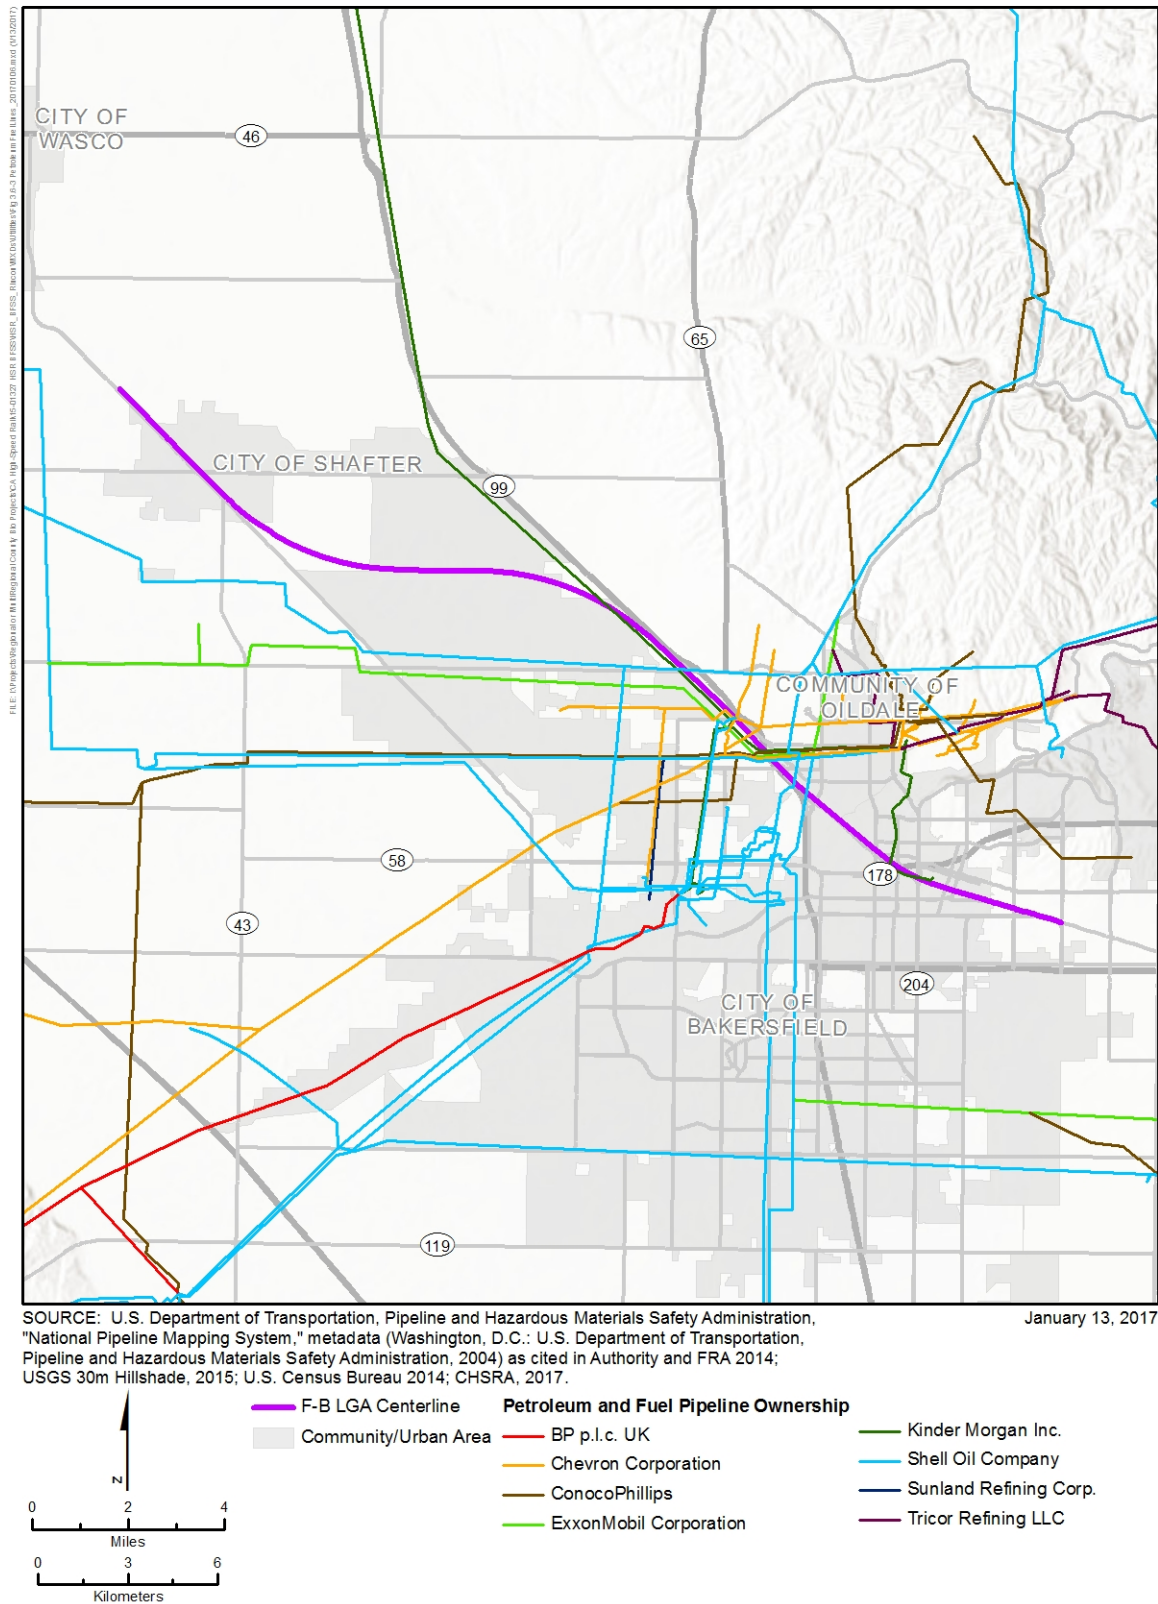 CITY OF
WASCO
46
65
CITY OF SHAFTER
99
COMMUNITY OF
OILDALE
58
178
43
204
CITY OF
BAKERSFIELD
119
SOURCE: U.S. Department of Transportation, Pipeline and Hazardous Materials Safety Administration,
"National Pipeline Mapping System," metadata (Washington, D.C.: U.S. Department of Transportation,
Pipeline and Hazardous Materials Safety Administration, 2004) as cited in Authority and FRA 2014;
USGS 30m Hillshade, 2015; U.S. Census Bureau 2014; CHSRA, 2017.
January 13, 2017
F-B LGA Centerline
Community/Urban Area
Petroleum and Fuel Pipeline Ownership
BP p.l.c. UK
Chevron Corporation
ConocoPhillips
ExxonMobil Corporation
Kinder Morgan Inc.
Shell Oil Company
Sunland Refining Corp.
Tricor Refining LLC
N
0 2 4
Miles
0 3 6
Kilometers